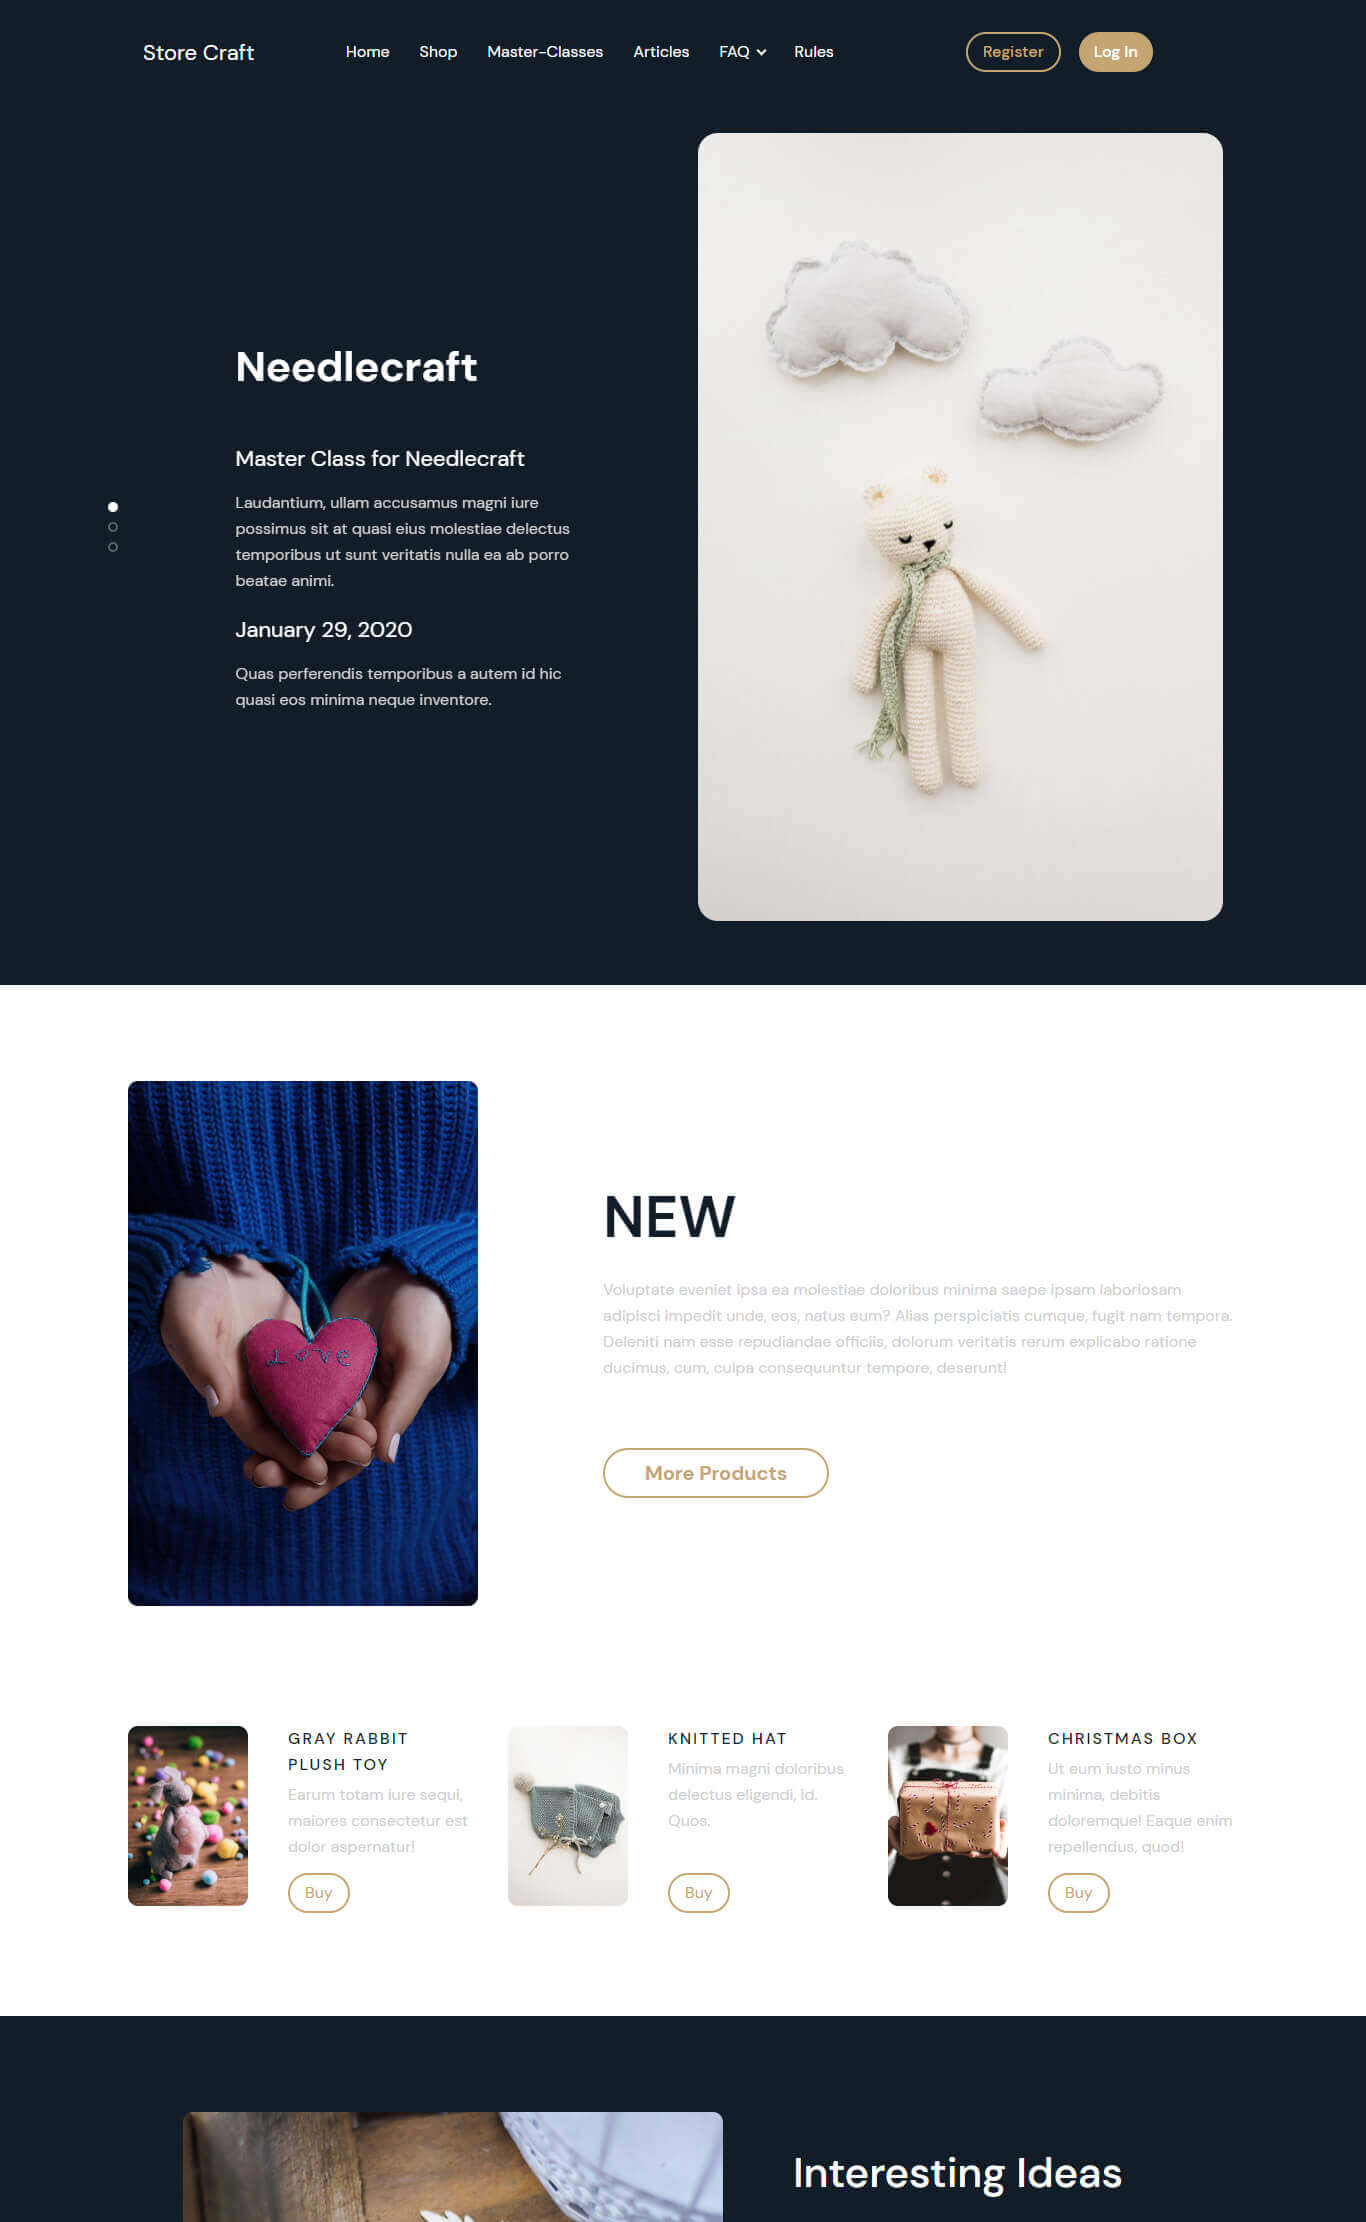 Store Craft
Home Shop Master-Classes Articles FAQ Rules
Register Log In
Needlecraft
Master Class for Needlecraft
Laudantium, ullam accusamus magni iure
possimus sit at quasi eius molestiae delectus
temporibus ut sunt veritatis nulla ea ab porro
beatae animi.
January 29, 2020
Quas perferendis temporibus a autem id hic
quasi eos minima neque inventore.
Love
NEW
Voluptate eveniet ipsa ea molestiae doloribus minima saepe ipsam laboriosam
adipisci impedit unde, eos, natus eum? Alias perspiciatis cumque, fugit nam tempora.
Deleniti nam esse repudiandae officiis, dolorum veritatis rerum explicabo ratione
ducimus, cum, culpa consequuntur tempore, deserunt!
More Products
GRAY RABBIT
PLUSH TOY
Earum totam iure sequi,
maiores consectetur est
dolor aspernatur!
Buy
KNITTED HAT
Minima magni doloribus
delectus eligendi, id.
Quos.
Buy
CHRISTMAS BOX
Ut eum iusto minus
minima, debitis
doloremque! Eaque enim
repellendus, quod!
Buy
Interesting Ideas